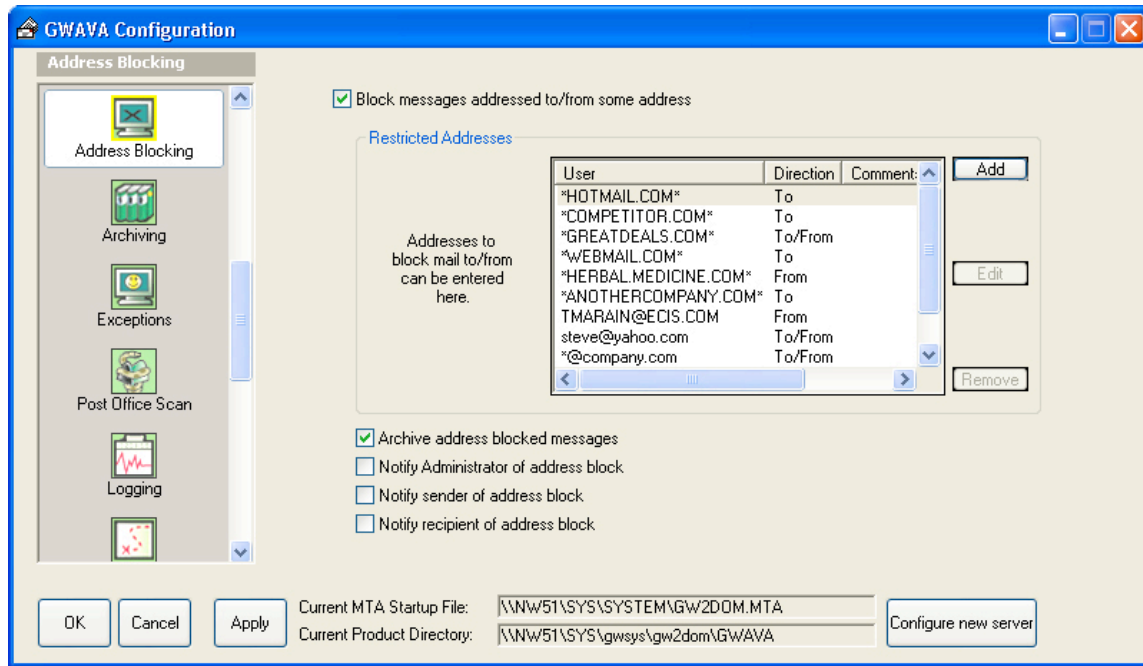 GWAVA Configuration
Address Blocking
Address Blocking
Archiving
Exceptions
Post Office Scan
Logging
Block messages addressed to/from some address
Restricted Addresses
Addresses to
block mail to/from
can be entered
here.
User Direction Comments
*HOTMAIL.COM* To
*COMPETITOR.COM* To
*GREATDEALS.COM* To/From
*WEBMAIL.COM* To
*HERBAL.MEDICINE.COM* From
*ANOTHERCOMPANY.COM* To
TMARAIN@ECIS.COM From
steve@yahoo.com To/From
*@company.com To/From
Add
Edit
Remove
Archive address blocked messages
Notify Administrator of address block
Notify sender of address block
Notify recipient of address block
OK
Cancel
Apply
Current MTA Startup File: \\NW51\SYS\SYSTEM\GW2DOM.MTA
Current Product Directory: \\NW51\SYS\gwsys\gw2dom\GWAVA
Configure new server